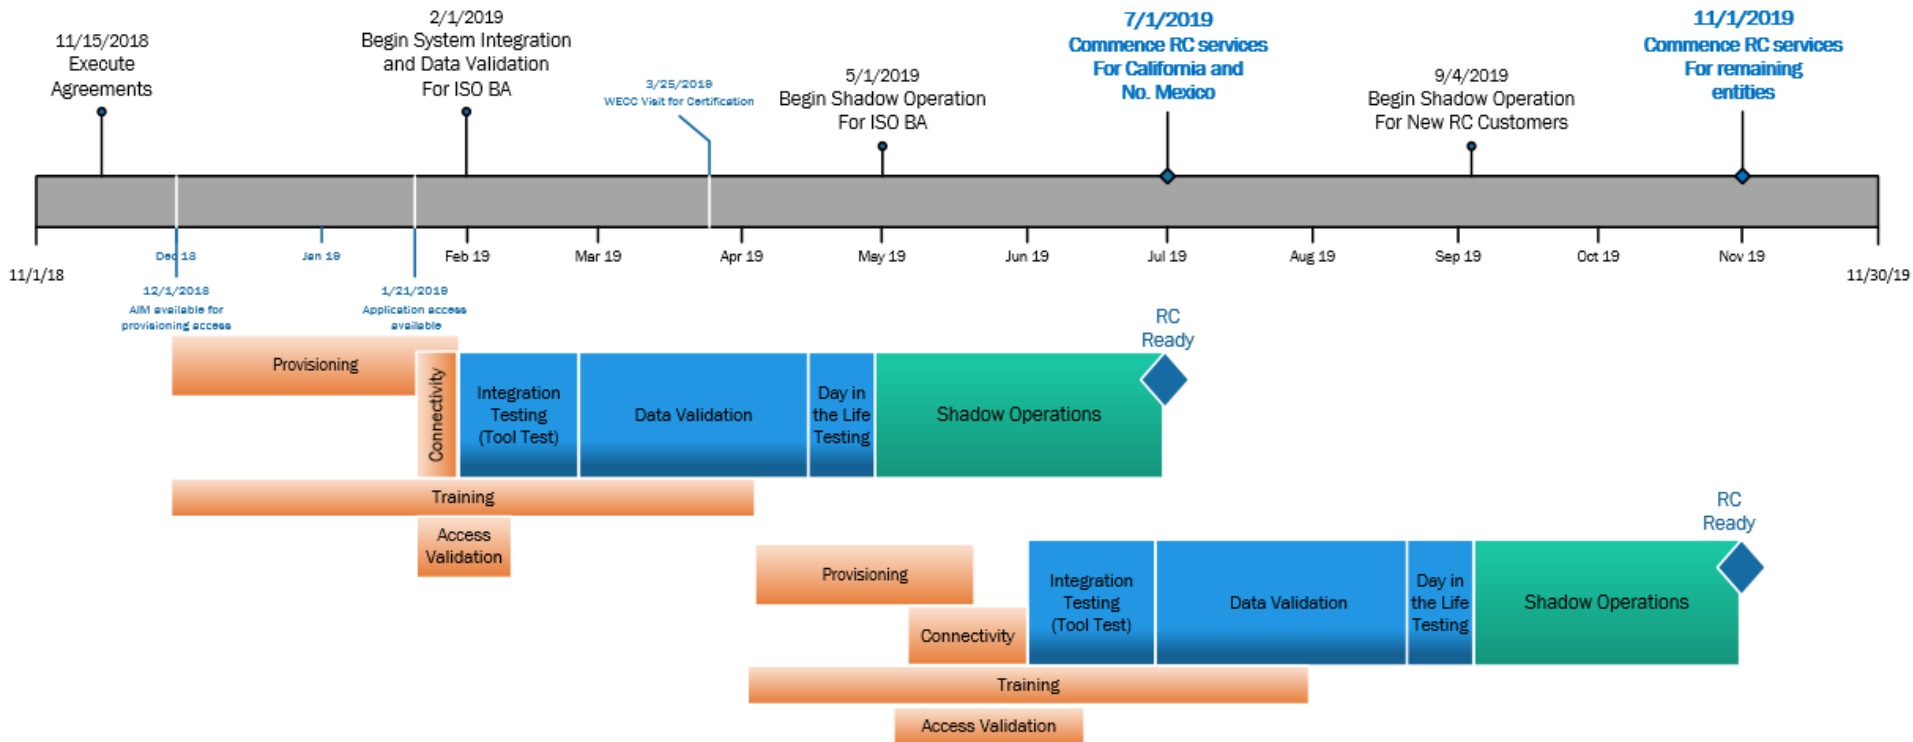 11/15/2018
Execute
Agreements
2/1/2019
Begin System Integration
and Data Validation
For ISO BA
3/25/2019
WECC Visit for Certification
5/1/2019
Begin Shadow Operation
For ISO BA
7/1/2019
Commence RC services
For California and
No. Mexico
9/4/2019
Begin Shadow Operation
For New RC Customers
11/1/2019
Commence RC services
For remaining
entities
11/1/18
Dec 18
Jan 19
Feb 19
Mar 19
Apr 19
May 19
Jun 19
Jul 19
Aug 19
Sep 19
Oct 19
Nov 19
11/30/19
12/1/2018
AIM available for
provisioning access
1/21/2019
Application access
available
RC
Ready
Provisioning
Connectivity
Integration
Testing
(Tool Test)
Data Validation
Day in
the Life
Testing
Shadow Operations
Training
Access
Validation
RC
Ready
Provisioning
Connectivity
Integration
Testing
(Tool Test)
Data Validation
Day in
the Life
Testing
Shadow Operations
Training
Access Validation